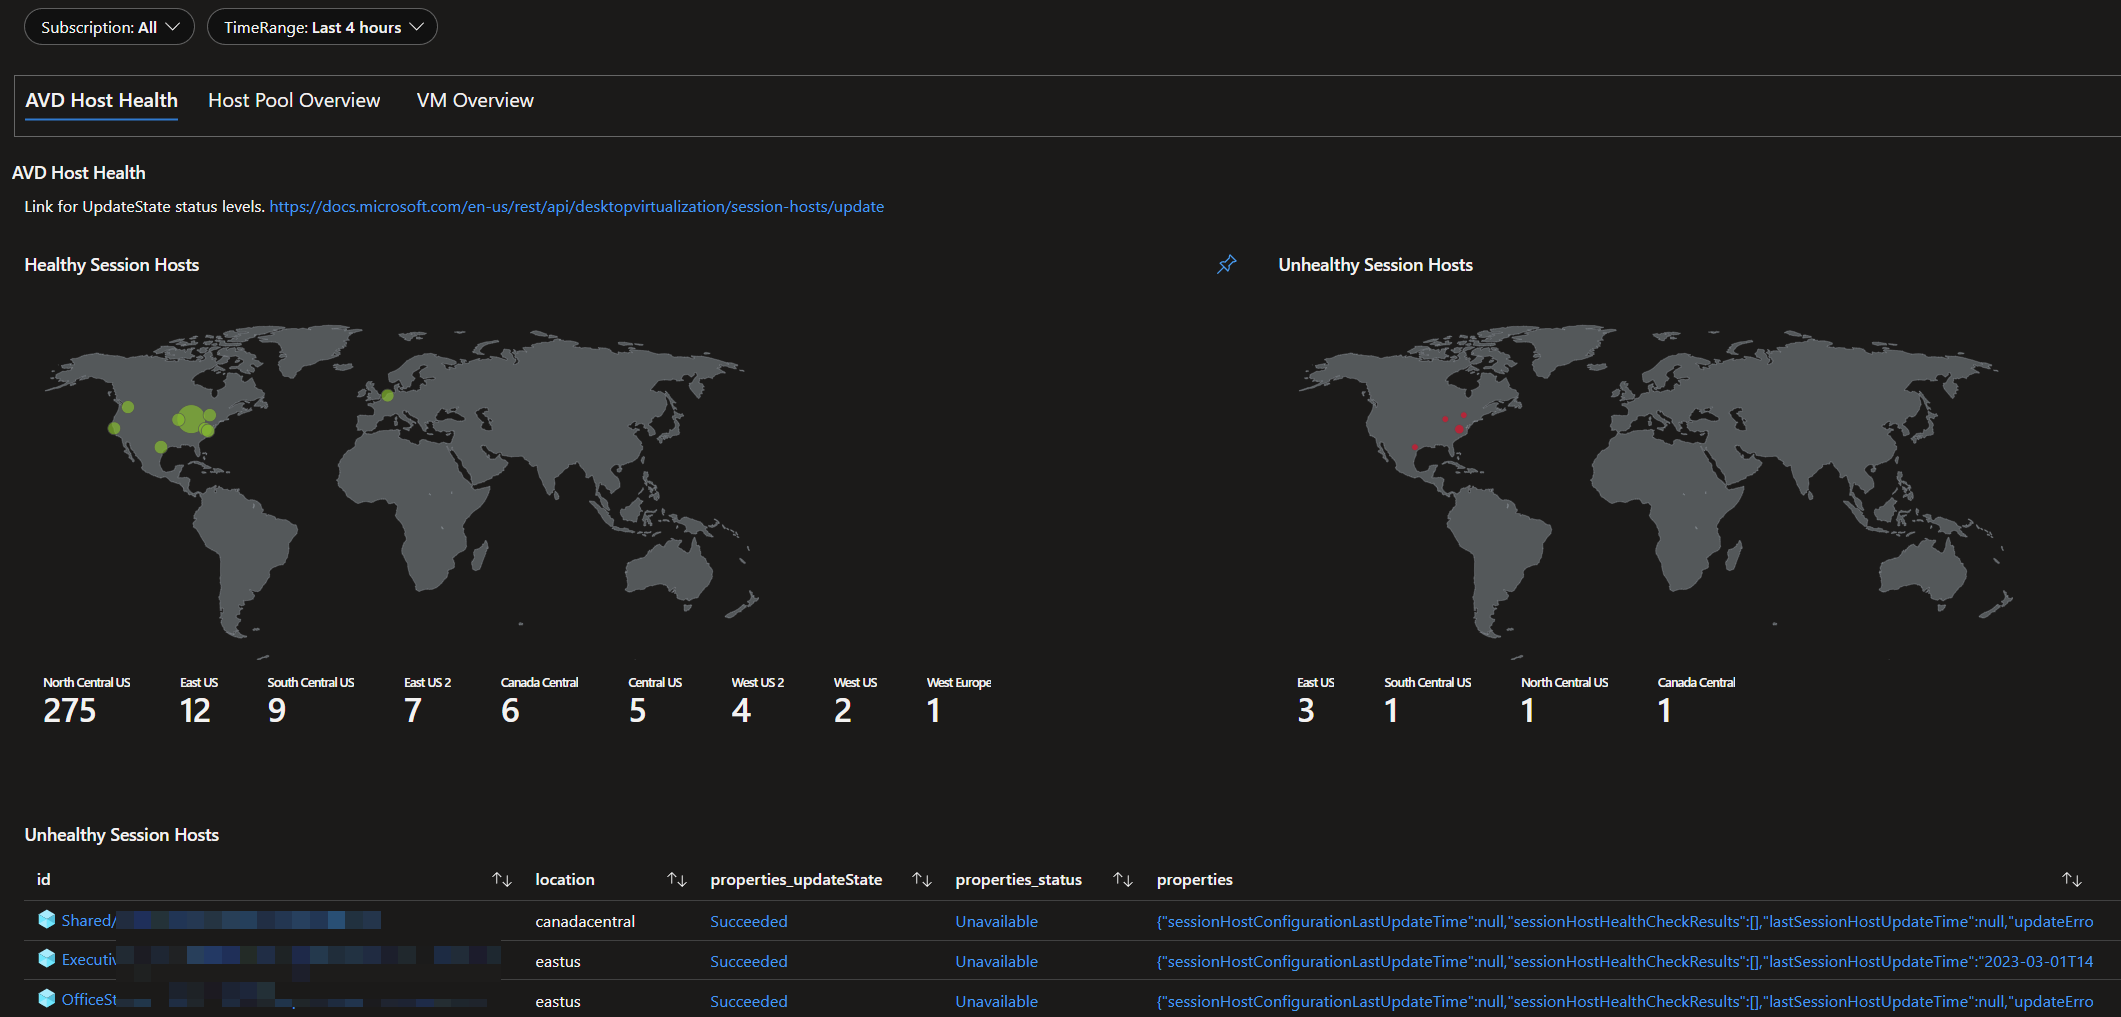 Subscription: All TimeRange: Last 4 hours
AVD Host Health Host Pool Overview VM Overview
AVD Host Health
Link for UpdateState status levels. https://docs.microsoft.com/en-us/rest/api/desktopvirtualization/session-hosts/update
Healthy Session Hosts
North Central US East US South Central US East US 2 Canada Central Central US West US 2 West US West Europe
275 12 9 7 6 5 4 2 1
Unhealthy Session Hosts
East US South Central US North Central US Canada Central
3 1 1 1
Unhealthy Session Hosts
id location properties_updateState properties_status properties
Shared/ canadacentral Succeeded Unavailable {"sessionHostConfigurationLastUpdateTime":null,"sessionHostHealthCheckResults":[],"lastSessionHostUpdateTime":null,"updateErro
Executiv eastus Succeeded Unavailable {"sessionHostConfigurationLastUpdateTime":null,"sessionHostHealthCheckResults":[],"lastSessionHostUpdateTime":"2023-03-01T14
OfficeSt eastus Succeeded Unavailable {"sessionHostConfigurationLastUpdateTime":null,"sessionHostHealthCheckResults":[],"lastSessionHostUpdateTime":null,"updateErro